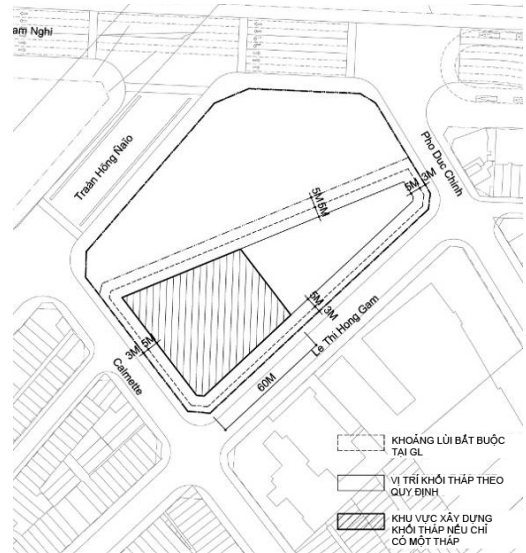 am Nghi
Traàn Höng Ñaïo
Pho Duc Chinh
5M
5M
5M 3M
5M
3M
Le Thi Hong Gam
3M 5M
Calmette
60M
KHOẢNG LÙI BẮT BUỘC
TẠI GL
VỊ TRÍ KHỐI THÁP THEO
QUY ĐỊNH
KHU VỰC XÂY DỰNG
KHỐI THÁP NẾU CHỈ
CÓ MỘT THÁP